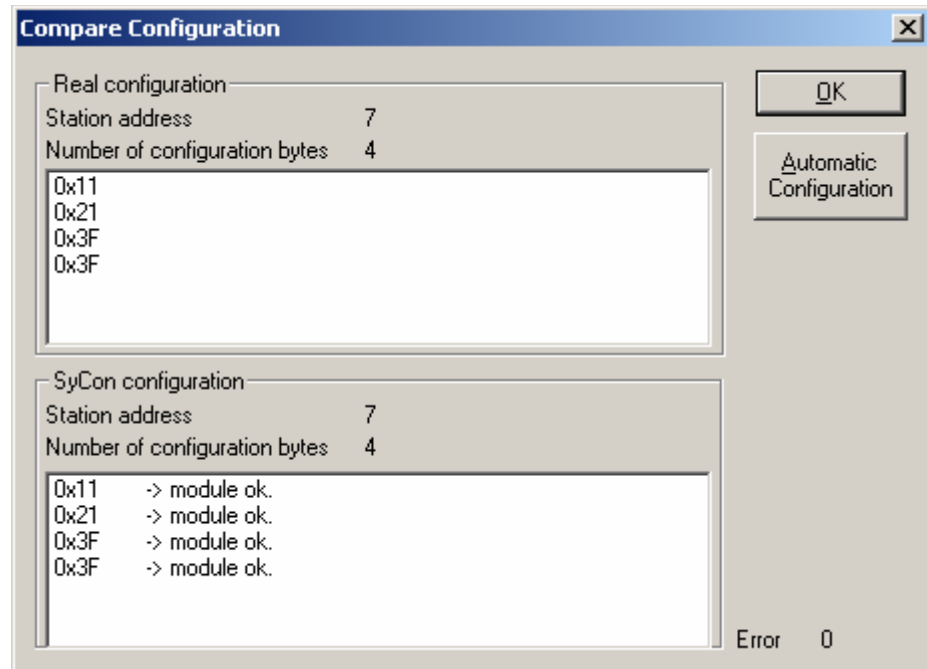 Compare Configuration
Real configuration
Station address 7
Number of configuration bytes 4
0x11
0x21
0x3F
0x3F
OK
Automatic
Configuration
SyCon configuration
Station address 7
Number of configuration bytes 4
0x11 -> module ok.
0x21 -> module ok.
0x3F -> module ok.
0x3F -> module ok.
Error 0